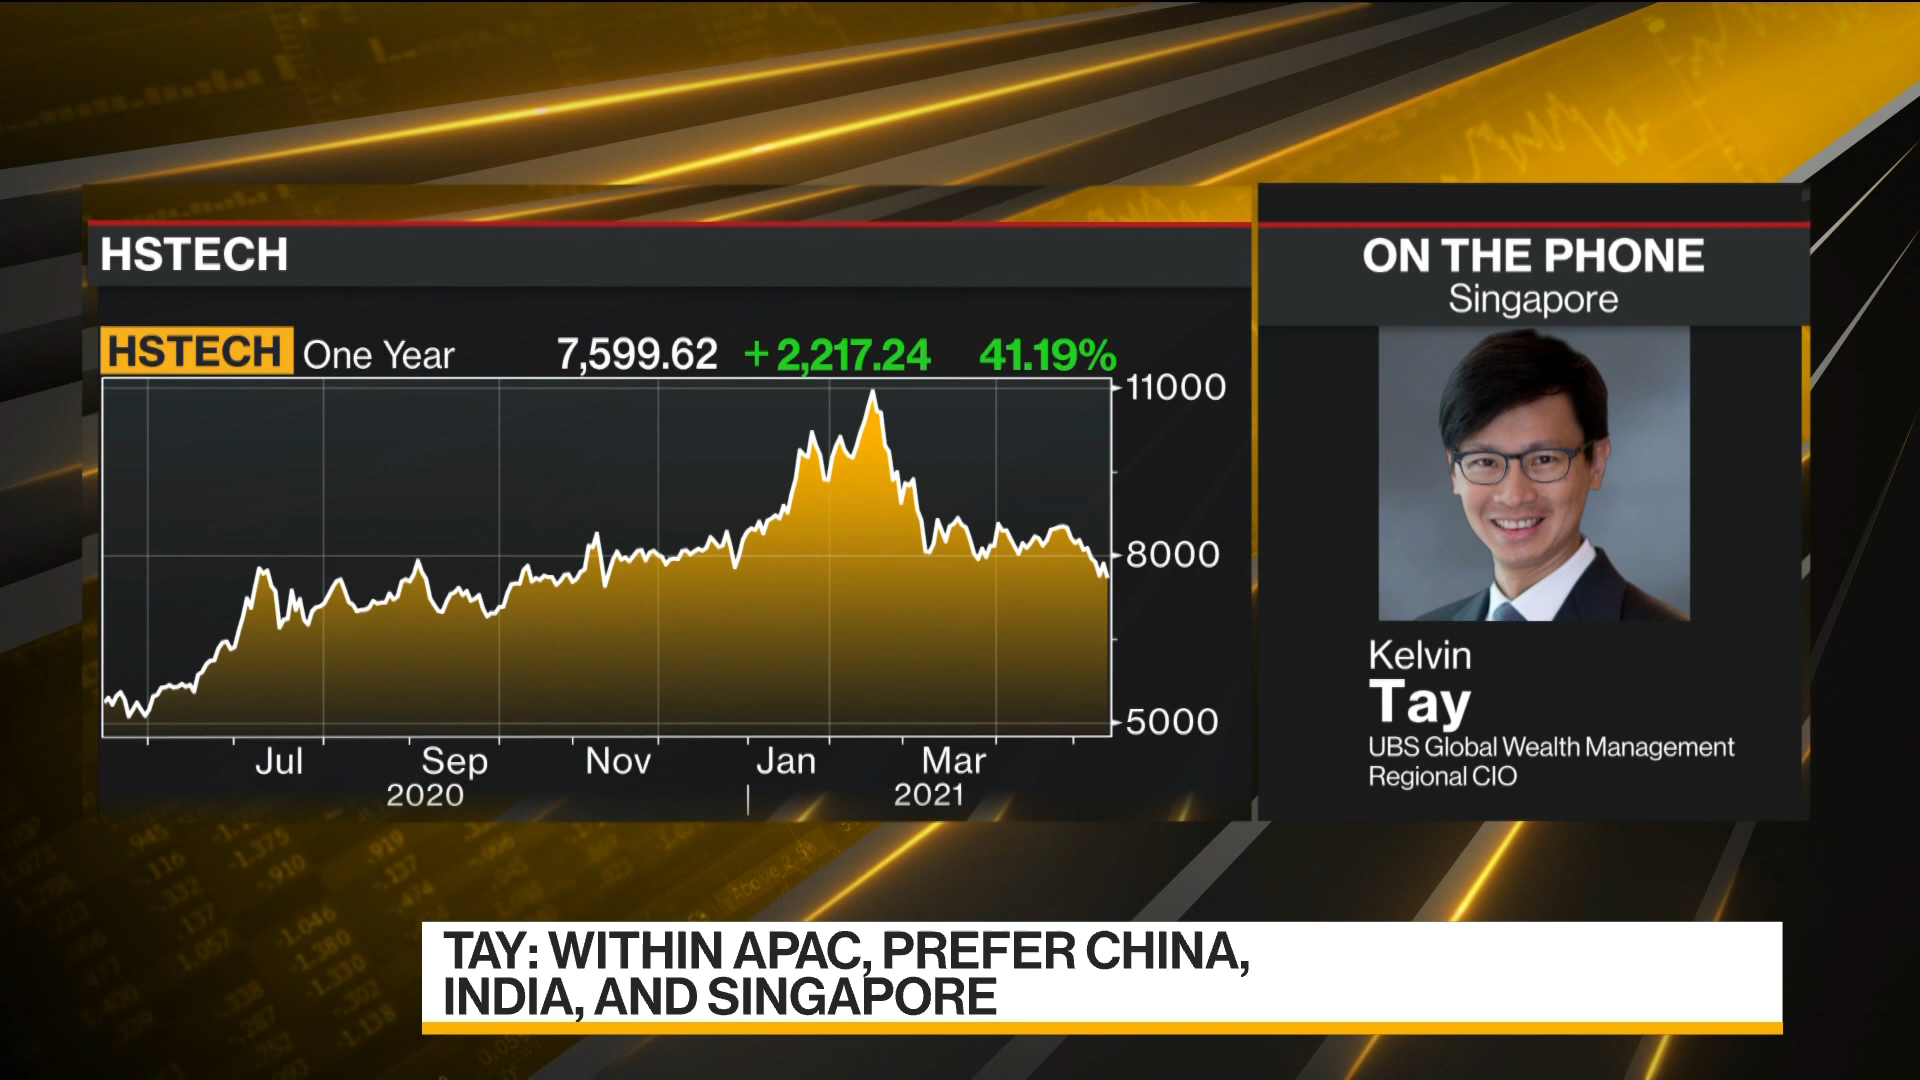 HSTECH
HSTECH One Year 7,599.62 +2,217.24 41.19%
11000
8000
5000
Jul Sep Nov Jan Mar
2020 2021
ON THE PHONE
Singapore
Kelvin
Tay
UBS Global Wealth Management
Regional CIO
TAY: WITHIN APAC, PREFER CHINA,
INDIA, AND SINGAPORE